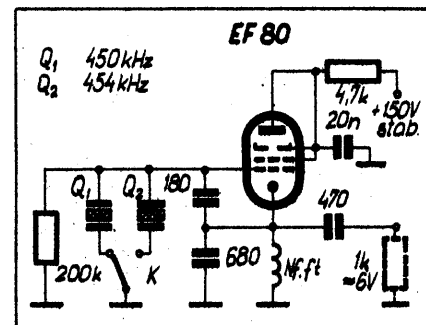 EF 80
Q₁ 450 kHz
Q₂ 454 kHz
4,7k
+150V
stab.
20n
Q₁
Q₂
180
470
200k
K
680
Nf. ft
1k
≈6V